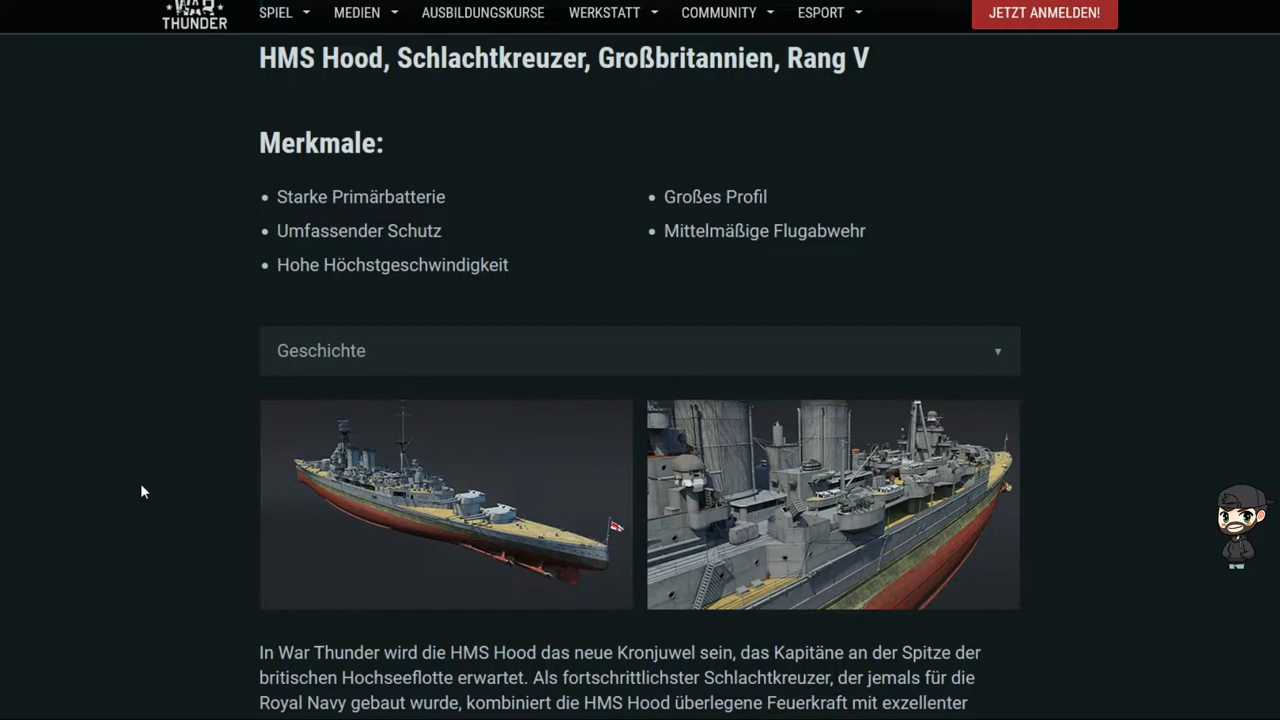 WAR
THUNDER
SPIEL
MEDIEN
AUSBILDUNGSKURSE
WERKSTATT
COMMUNITY
ESPORT
JETZT ANMELDEN!
HMS Hood, Schlachtkreuzer, Großbritannien, Rang V
Merkmale:
• Starke Primärbatterie
• Umfassender Schutz
• Hohe Höchstgeschwindigkeit
• Großes Profil
• Mittelmäßige Flugabwehr
Geschichte
In War Thunder wird die HMS Hood das neue Kronjuwel sein, das Kapitäne an der Spitze der
britischen Hochseeflotte erwartet. Als fortschrittlichster Schlachtkreuzer, der jemals für die
Royal Navy gebaut wurde, kombiniert die HMS Hood überlegene Feuerkraft mit exzellenter